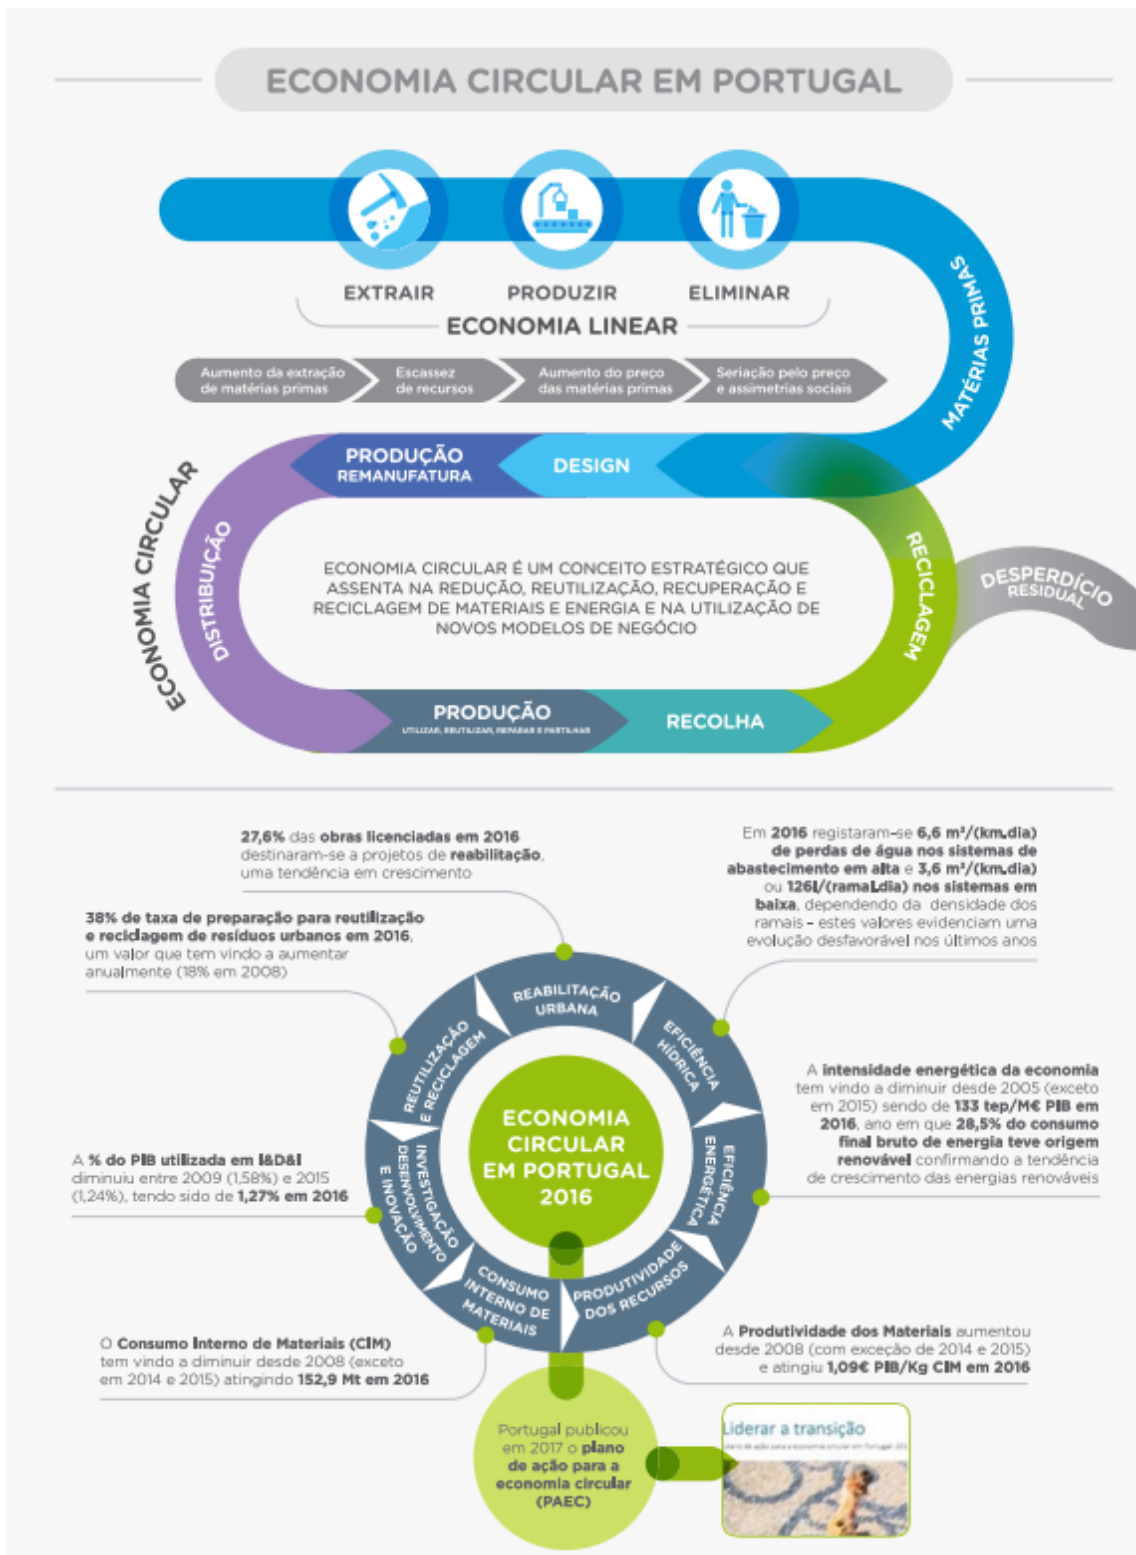 ECONOMIA CIRCULAR EM PORTUGAL
EXTRAIR
PRODUZIR
ELIMINAR
ECONOMIA LINEAR
MATÉRIAS PRIMAS
Aumento da extração
de matérias primas
Escassez
de recursos
Aumento do preço
das matérias primas
Seriação pelo preço
e assimetrias sociais
PRODUÇÃO
REMANUFATURA
DESIGN
ECONOMIA CIRCULAR
DISTRIBUIÇÃO
ECONOMIA CIRCULAR É UM CONCEITO ESTRATÉGICO QUE
ASSENTA NA REDUÇÃO, REUTILIZAÇÃO, RECUPERAÇÃO E
RECICLAGEM DE MATERIAIS E ENERGIA E NA UTILIZAÇÃO DE
NOVOS MODELOS DE NEGÓCIO
RECICLAGEM
DESPERDÍCIO
RESIDUAL
PRODUÇÃO
UTILIZAR, REUTILIZAR, REPARAR E PARTILHAR
RECOLHA
27,6% das obras licenciadas em 2016
destinaram-se a projetos de reabilitação,
uma tendência em crescimento
Em 2016 registaram-se 6,6 m³/(km.dia)
de perdas de água nos sistemas de
abastecimento em alta e 3,6 m³/(km.dia)
ou 126l/(ramal.dia) nos sistemas em
baixa, dependendo da densidade dos
ramais - estes valores evidenciam uma
evolução desfavorável nos últimos anos
38% de taxa de preparação para reutilização
e reciclagem de resíduos urbanos em 2016,
um valor que tem vindo a aumentar
anualmente (18% em 2008)
REABILITAÇÃO
URBANA
EFICIÊNCIA
HÍDRICA
REUTILIZAÇÃO
E RECICLAGEM
A intensidade energética da economia
tem vindo a diminuir desde 2005 (exceto
em 2015) sendo de 133 tep/M€ PIB em
2016, ano em que 28,5% do consumo
final bruto de energia teve origem
renovável confirmando a tendência
de crescimento das energias renováveis
ECONOMIA
CIRCULAR
EM PORTUGAL
2016
EFICIÊNCIA
ENERGÉTICA
A % do PIB utilizada em I&D&I
diminuiu entre 2009 (1,58%) e 2015
(1,24%), tendo sido de 1,27% em 2016
INVESTIGAÇÃO
DESENVOLVIMENTO
E INOVAÇÃO
CONSUMO
INTERNO DE
MATERIAIS
PRODUTIVIDADE
DOS RECURSOS
O Consumo Interno de Materiais (CIM)
tem vindo a diminuir desde 2008 (exceto
em 2014 e 2015) atingindo 152,9 Mt em 2016
A Produtividade dos Materiais aumentou
desde 2008 (com exceção de 2014 e 2015)
e atingiu 1,09€ PIB/Kg CIM em 2016
Portugal publicou
em 2017 o plano
de ação para a
economia circular
(PAEC)
Liderar a transição
plano de ação para a economia circular em Portugal